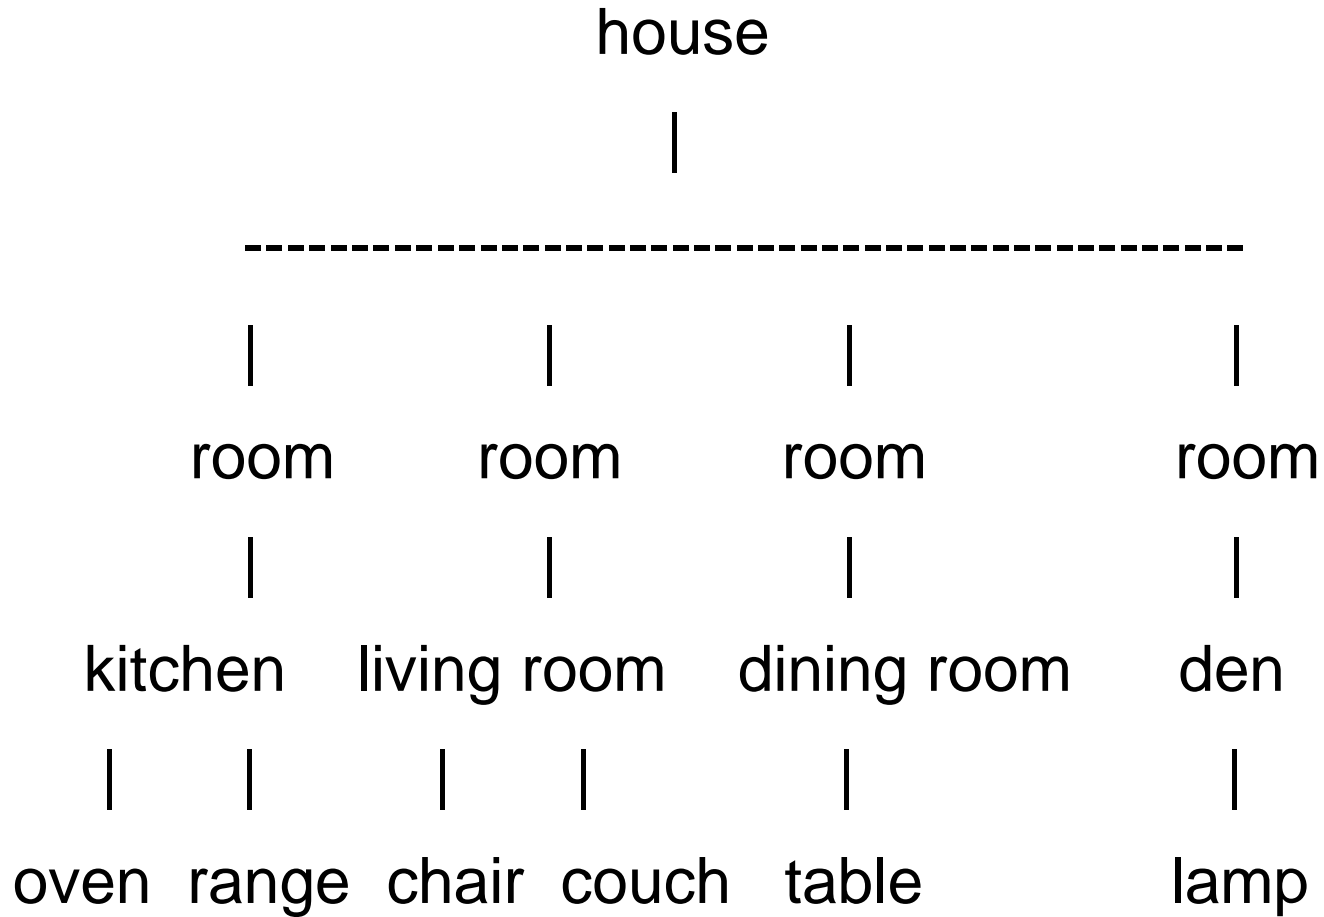 house
|
-----------------------------------------------
| | | |
room room room room
| | | |
kitchen living room dining room den
| | | | | |
oven range chair couch table lamp